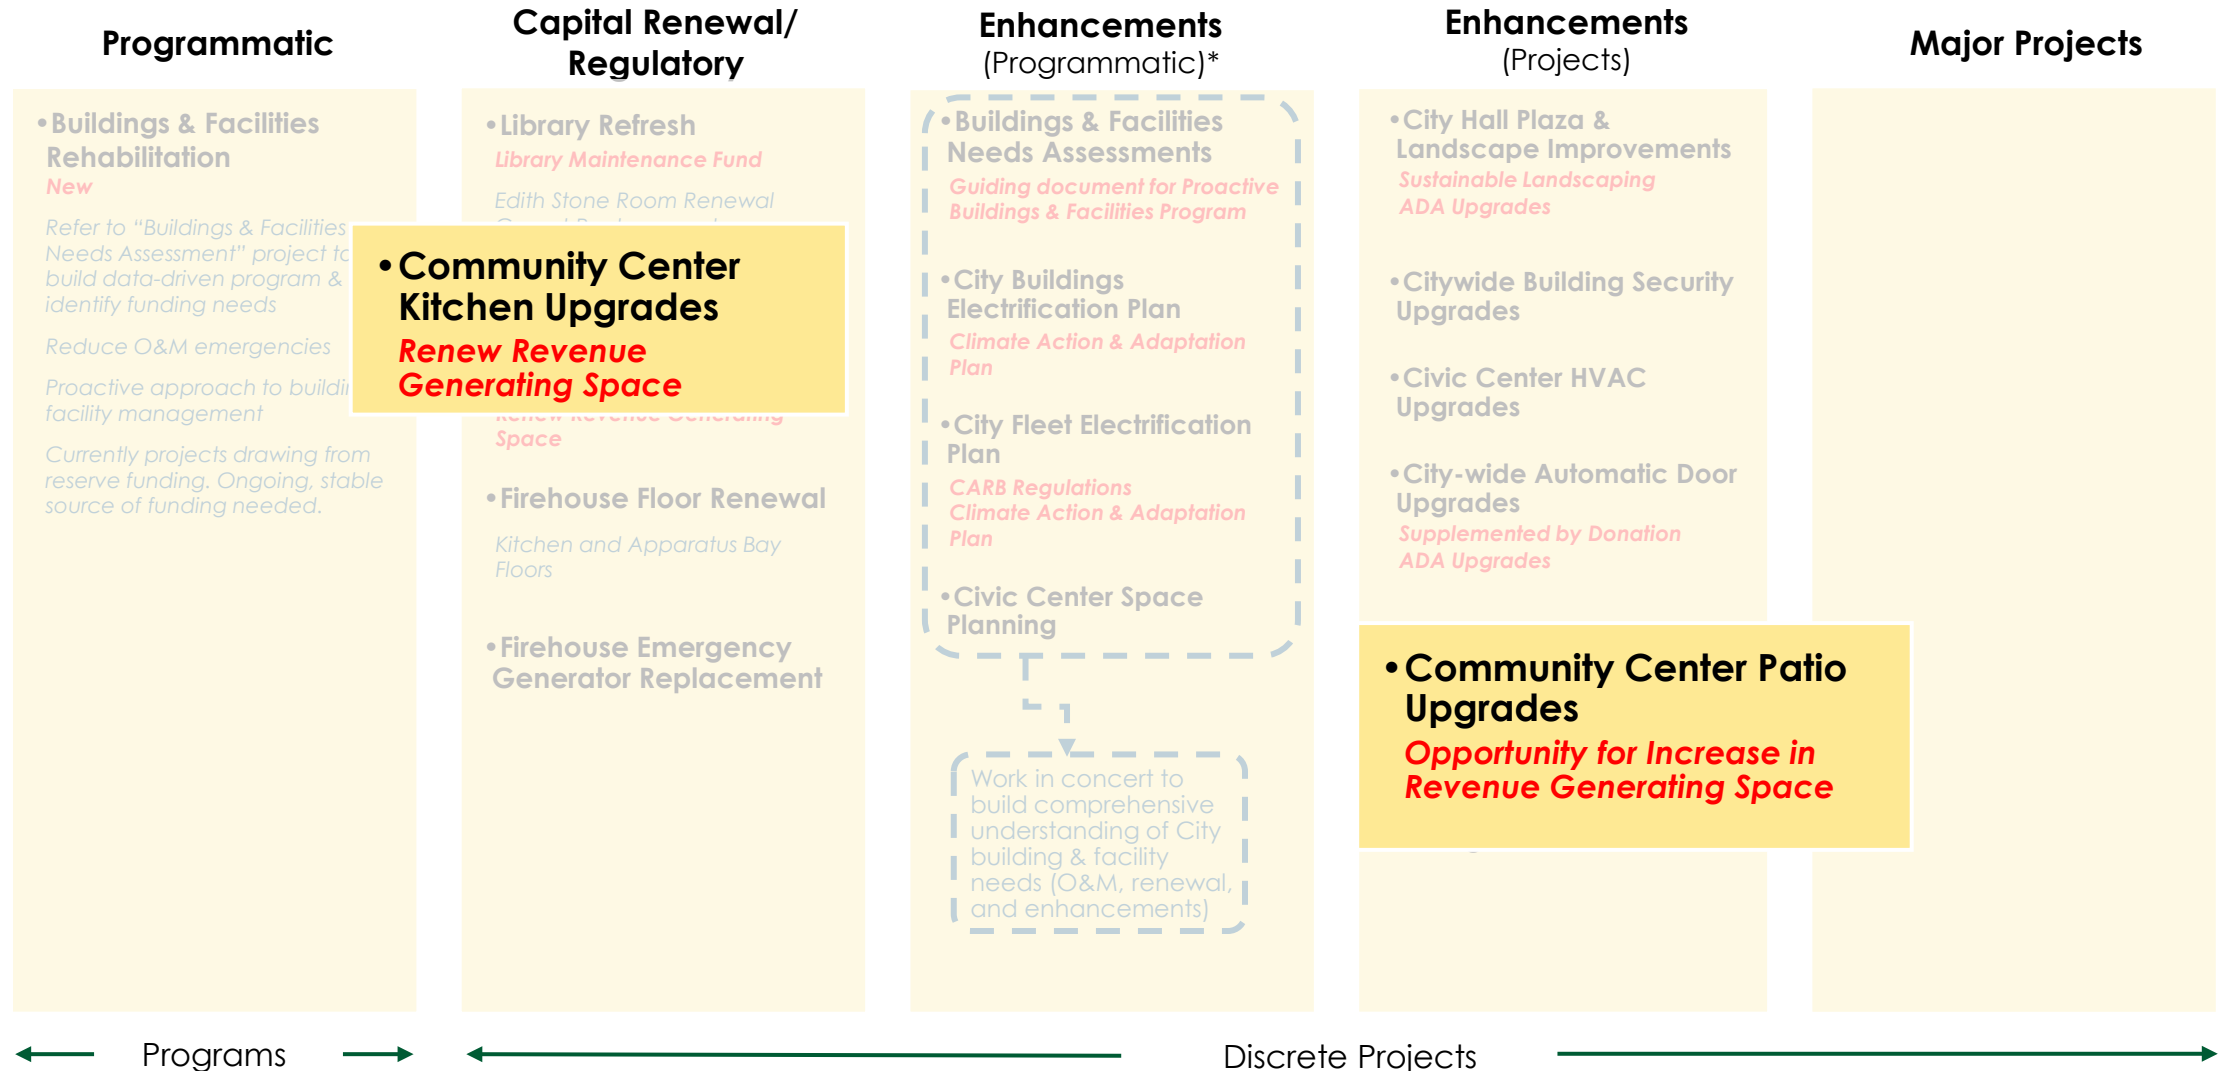 Programmatic
•Buildings & Facilities
Rehabilitation
New
Refer to “Buildings & Facilities
Needs Assessment” project to
build data-driven program &
identify funding needs
Reduce O&M emergencies
Proactive approach to building
facility management
Currently projects drawing from
reserve funding. Ongoing, stable
source of funding needed.
Capital Renewal/
Regulatory
•Library Refresh
Library Maintenance Fund
Edith Stone Room Renewal
•Community Center
Kitchen Upgrades
Renew Revenue
Generating Space
Renew Revenue Generating
Space
•Firehouse Floor Renewal
Kitchen and Apparatus Bay
Floors
•Firehouse Emergency
Generator Replacement
Enhancements
(Programmatic)*
•Buildings & Facilities
Needs Assessments
Guiding document for Proactive
Buildings & Facilities Program
•City Buildings
Electrification Plan
Climate Action & Adaptation
Plan
•City Fleet Electrification
Plan
CARB Regulations
Climate Action & Adaptation
Plan
•Civic Center Space
Planning
Work in concert to
build comprehensive
understanding of City
building & facility
needs (O&M, renewal,
and enhancements)
Enhancements
(Projects)
•City Hall Plaza &
Landscape Improvements
Sustainable Landscaping
ADA Upgrades
•Citywide Building Security
Upgrades
•Civic Center HVAC
Upgrades
•City-wide Automatic Door
Upgrades
Supplemented by Donation
ADA Upgrades
•Community Center Patio
Upgrades
Opportunity for Increase in
Revenue Generating Space
Major Projects
Programs
Discrete Projects